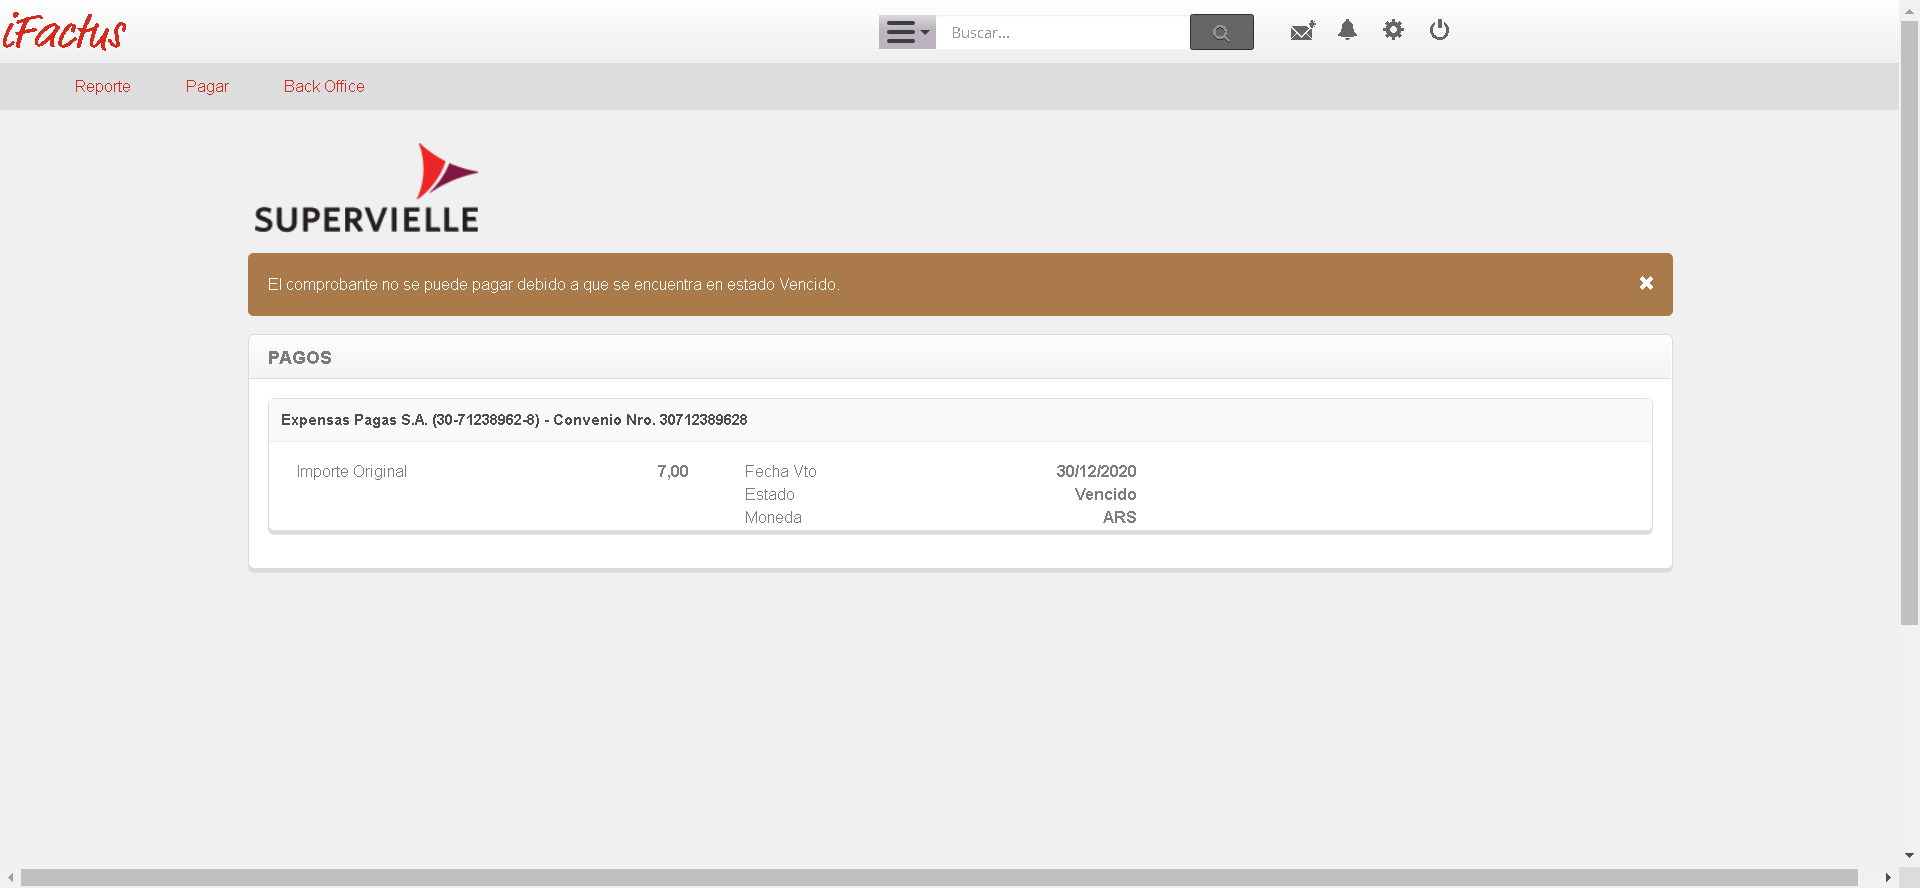 iFactus
Buscar...
Reporte Pagar Back Office
SUPERVIELLE
El comprobante no se puede pagar debido a que se encuentra en estado Vencido.
PAGOS
Expensas Pagas S.A. (30-71238962-8) - Convenio Nro. 30712389628
Importe Original 7,00 Fecha Vto 30/12/2020
Estado Vencido
Moneda ARS